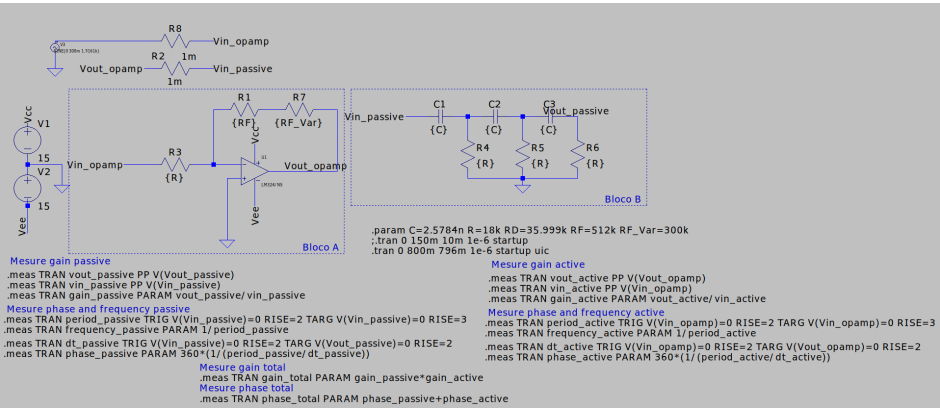 R8
Vin_opamp
1m
R2
Vout_opamp
Vin_passive
1m
Vcc
V1
15
V2
15
Vee
R1
{RF}
R7
{RF_Var}
Vcc
Vin_opamp
R3
{R}
U1
Vout_opamp
LM324/NS
Vee
Bloco A
Vin_passive
C1
{C}
C2
{C}
C3
{C}
Vout_passive
R4
{R}
R5
{R}
R6
{R}
Bloco B
.param C=2.5784n R=18k RD=35.999k RF=512k RF_Var=300k
;.tran 0 150m 10m 1e-6 startup
.tran 0 800m 796m 1e-6 startup uic
Mesure gain passive
.meas TRAN vout_passive PP V(Vout_passive)
.meas TRAN vin_passive PP V(Vin_passive)
.meas TRAN gain_passive PARAM vout_passive/vin_passive
Mesure phase and frequency passive
.meas TRAN period_passive TRIG V(Vin_passive)=0 RISE=2 TARG V(Vin_passive)=0 RISE=3
.meas TRAN frequency_passive PARAM 1/period_passive
.meas TRAN dt_passive TRIG V(Vin_passive)=0 RISE=2 TARG V(Vout_passive)=0 RISE=2
.meas TRAN phase_passive PARAM 360*(1/(period_passive/dt_passive))
Mesure gain active
.meas TRAN vout_active PP V(Vout_opamp)
.meas TRAN vin_active PP V(Vin_opamp)
.meas TRAN gain_active PARAM vout_active/vin_active
Mesure phase and frequency active
.meas TRAN period_active TRIG V(Vin_opamp)=0 RISE=2 TARG V(Vin_opamp)=0 RISE=3
.meas TRAN frequency_active PARAM 1/period_active
.meas TRAN dt_active TRIG V(Vin_opamp)=0 RISE=2 TARG V(Vout_opamp)=0 RISE=2
.meas TRAN phase_active PARAM 360*(1/(period_active/dt_active))
Mesure gain total
.meas TRAN gain_total PARAM gain_passive*gain_active
Mesure phase total
.meas TRAN phase_total PARAM phase_passive+phase_active